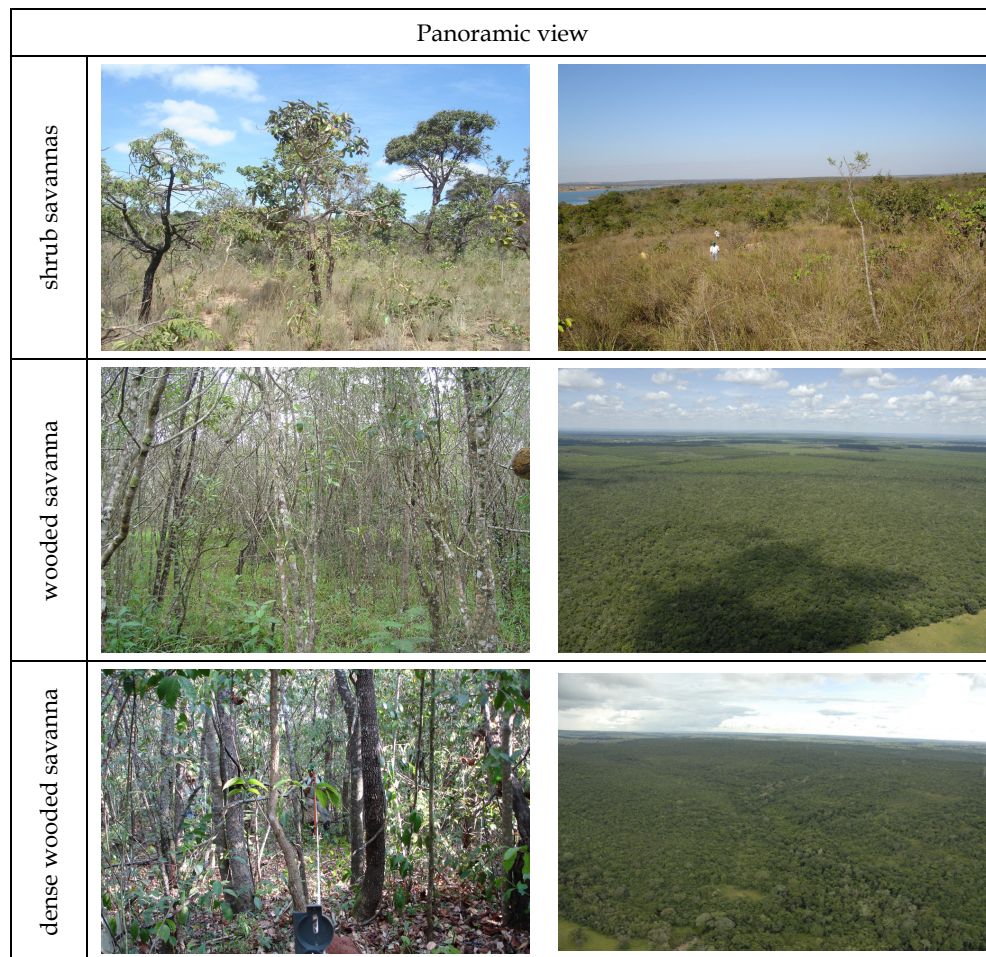 Panoramic view
shrub savannas
wooded savanna
dense wooded savanna